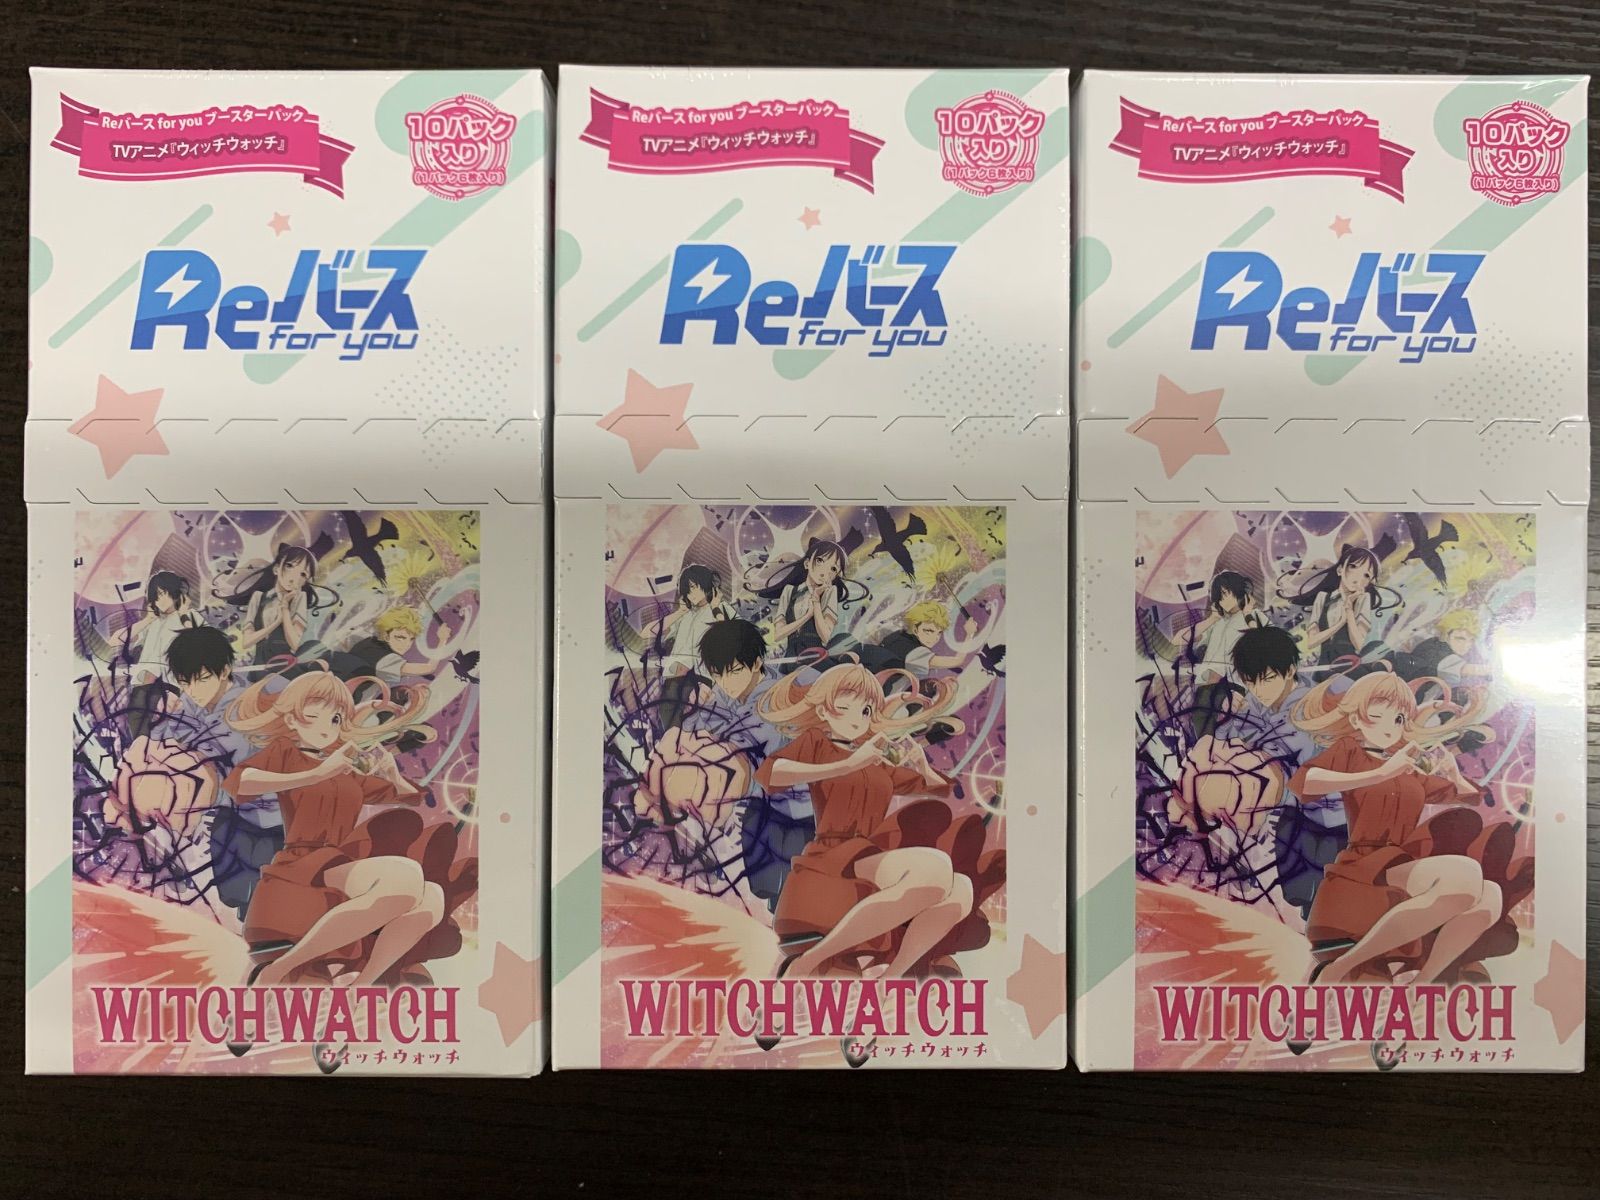 Reバース for you ブースターパック
TVアニメ『ウィッチウォッチ』
10パック
入り
(1パック6枚入り)
Reバース
for you
WITCHWATCH
ウィッチウォッチ
Reバース for you ブースターパック
TVアニメ『ウィッチウォッチ』
10パック
入り
(1パック6枚入り)
Reバース
for you
WITCHWATCH
ウィッチウォッチ
Reバース for you ブースターパック
TVアニメ『ウィッチウォッチ』
10パック
入り
(1パック6枚入り)
Reバース
for you
WITCHWATCH
ウィッチウォッチ